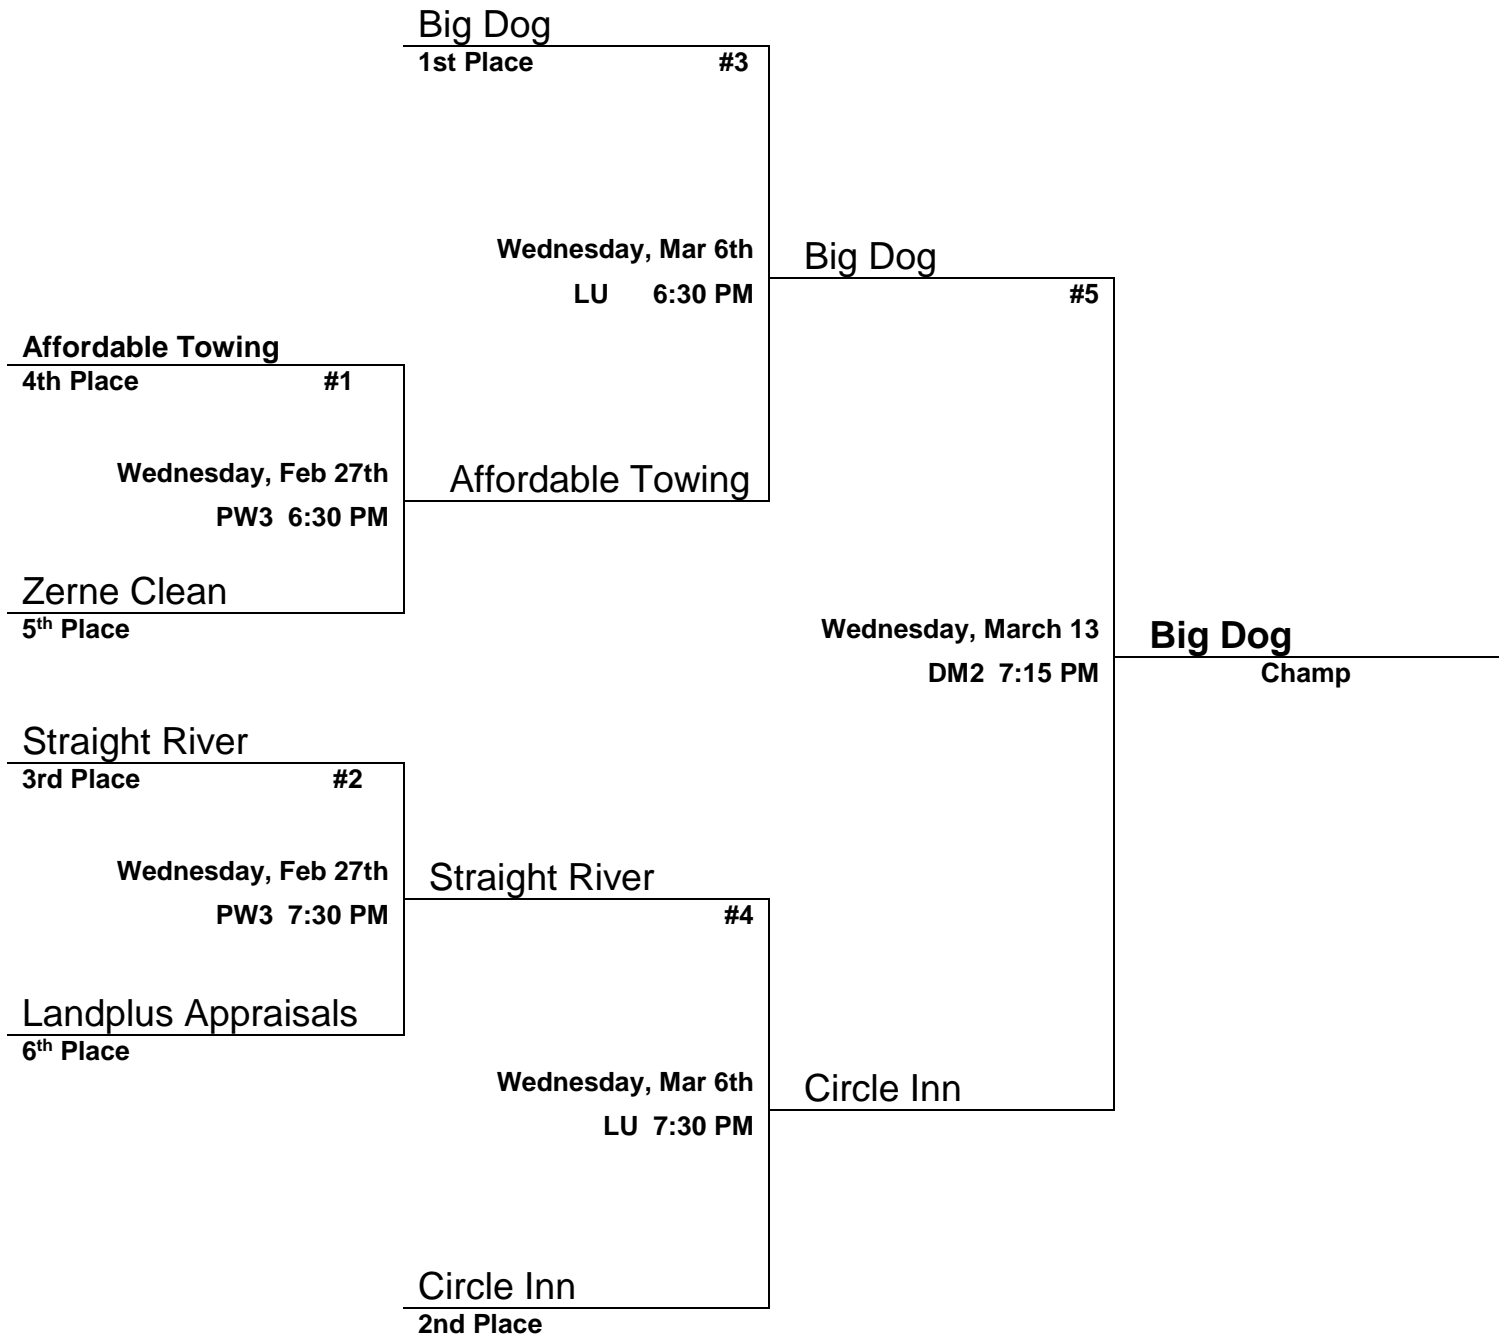 Big Dog
1st Place #3
Wednesday, Mar 6th
LU 6:30 PM
Big Dog
#5
Affordable Towing
4th Place #1
Wednesday, Feb 27th
PW3 6:30 PM
Affordable Towing
Zerne Clean
5th Place
Wednesday, March 13
DM2 7:15 PM
Big Dog
Champ
Straight River
3rd Place #2
Wednesday, Feb 27th
PW3 7:30 PM
Straight River
#4
Landplus Appraisals
6th Place
Wednesday, Mar 6th
LU 7:30 PM
Circle Inn
Circle Inn
2nd Place